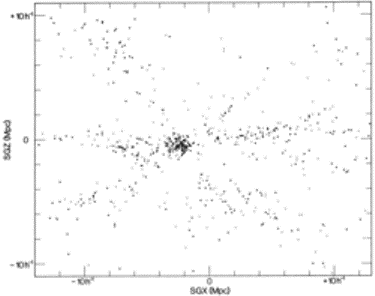 +10h⁻¹
SGZ (Mpc)
0
-10h⁻¹
-10h⁻¹
0
+10h⁻¹
SGX (Mpc)